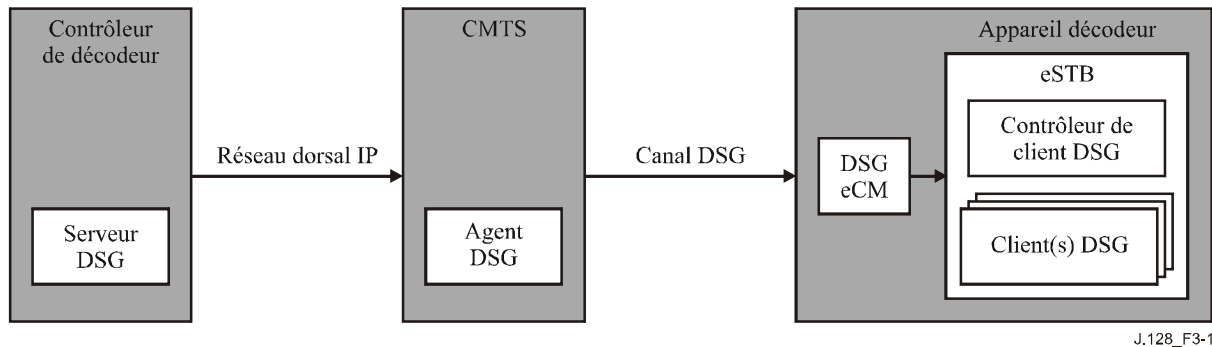 Contrôleur
de décodeur
Serveur
DSG
Réseau dorsal IP
CMTS
Agent
DSG
Canal DSG
Appareil décodeur
DSG
eCM
eSTB
Contrôleur de
client DSG
Client(s) DSG
J.128_F3-1